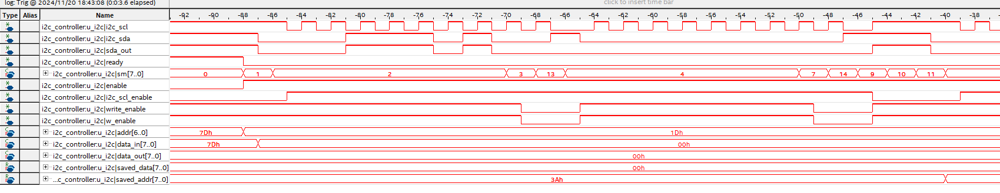 log: Trig @ 2024/11/20 18:43:08 (0:0:3.6 elapsed)
click to insert time bar
Type Alias Name -92 -90 -88 -86 -84 -82 -80 -78 -76 -74 -72 -70 -68 -66 -64 -62 -60 -58 -56 -54 -52 -50 -48 -46 -44 -42 -40 -38
i2c_controller:u_i2c|i2c_scl
i2c_controller:u_i2c|i2c_sda
i2c_controller:u_i2c|sda_out
i2c_controller:u_i2c|ready
i2c_controller:u_i2c|sm[7..0] 0 1 2 3 13 4 7 14 9 10 11
i2c_controller:u_i2c|enable
i2c_controller:u_i2c|i2c_scl_enable
i2c_controller:u_i2c|write_enable
i2c_controller:u_i2c|w_enable
i2c_controller:u_i2c|addr[6..0] 7Dh 1Dh
i2c_controller:u_i2c|data_in[7..0] 7Dh 00h
i2c_controller:u_i2c|data_out[7..0] 00h
i2c_controller:u_i2c|saved_data[7..0] 00h
...c_controller:u_i2c|saved_addr[7..0] 3Ah